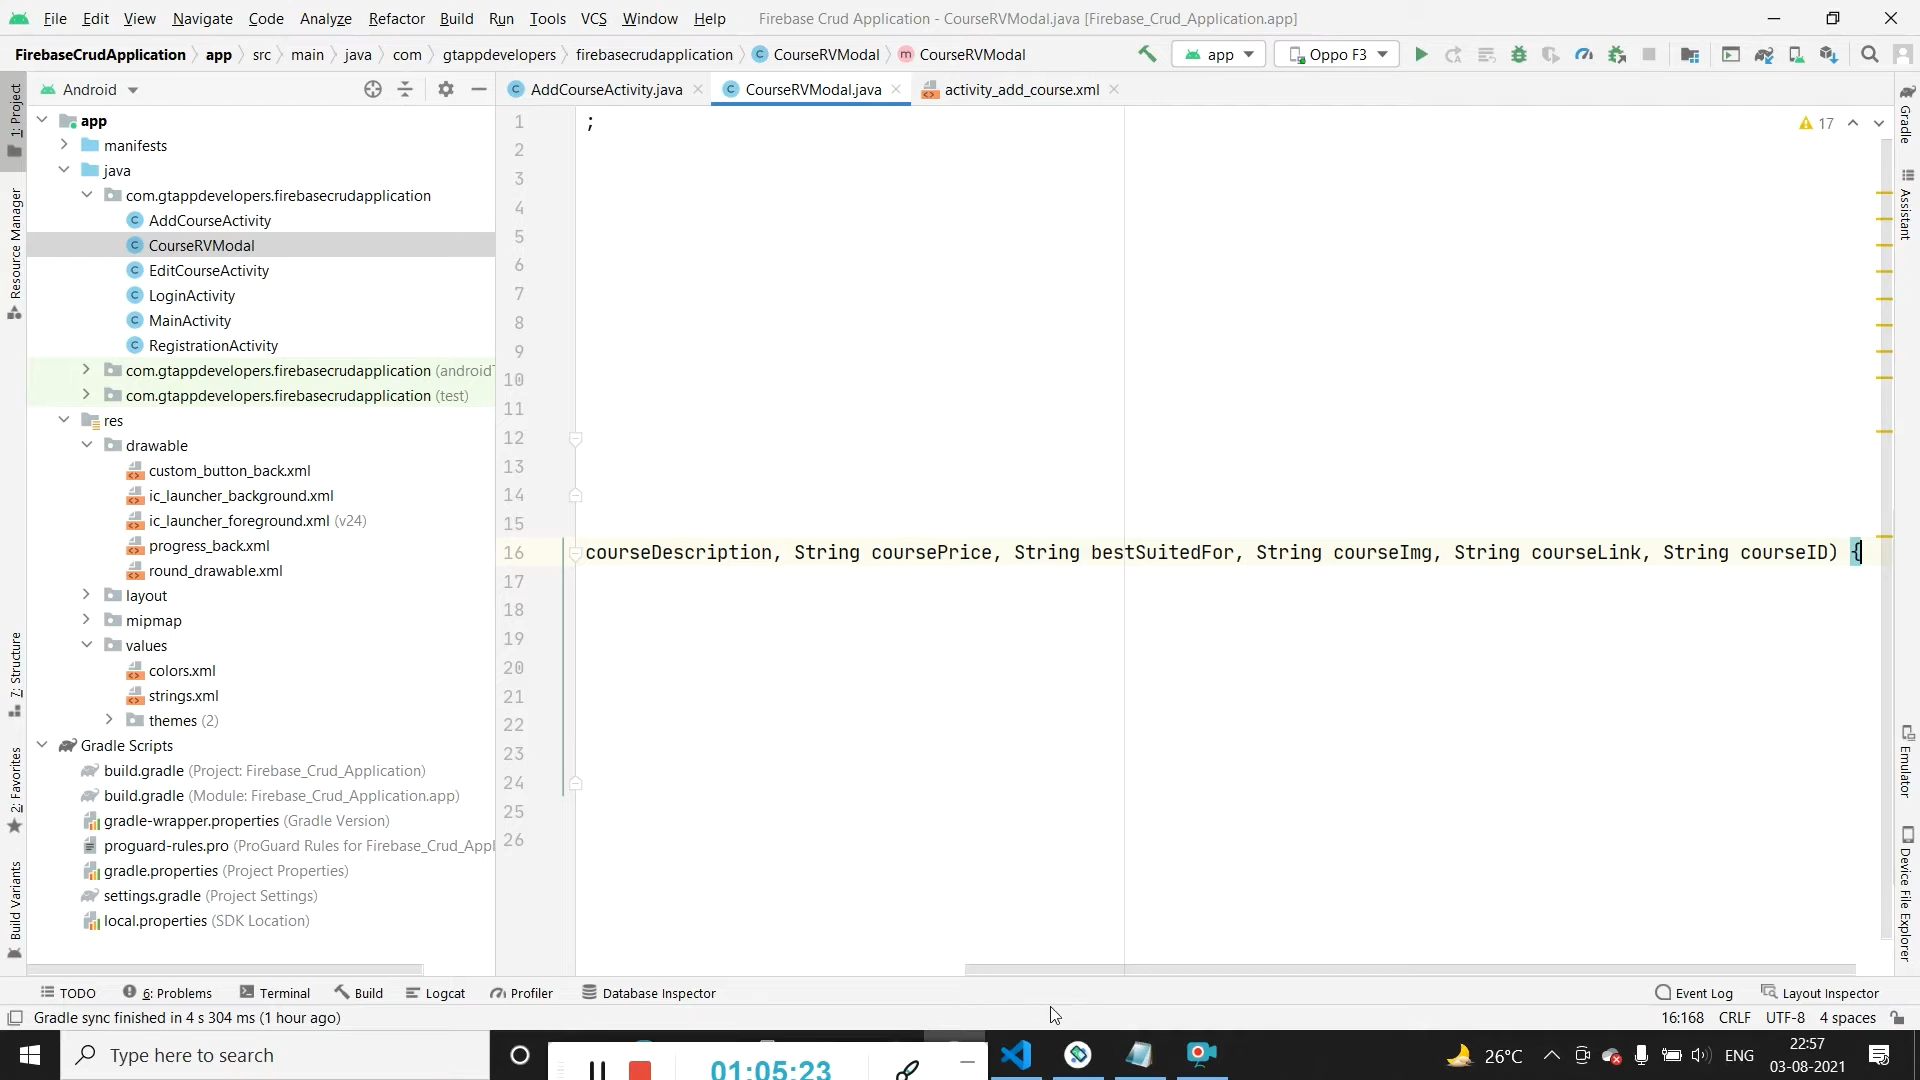 File Edit View Navigate Code Analyze Refactor Build Run Tools VCS Window Help Firebase Crud Application - CourseRVModal.java [Firebase_Crud_Application.app]
FirebaseCrudApplication app src main java com gtappdevelopers firebasecrudapplication CourseRVModal CourseRVModal app Oppo F3
Android AddCourseActivity.java CourseRVModal.java activity_add_course.xml
1: Project
Resource Manager
7: Structure
2: Favorites
Build Variants
app
manifests
java
com.gtappdevelopers.firebasecrudapplication
AddCourseActivity
CourseRVModal
EditCourseActivity
LoginActivity
MainActivity
RegistrationActivity
com.gtappdevelopers.firebasecrudapplication (androidT
com.gtappdevelopers.firebasecrudapplication (test)
res
drawable
custom_button_back.xml
ic_launcher_background.xml
ic_launcher_foreground.xml (v24)
progress_back.xml
round_drawable.xml
layout
mipmap
values
colors.xml
strings.xml
themes (2)
Gradle Scripts
build.gradle (Project: Firebase_Crud_Application)
build.gradle (Module: Firebase_Crud_Application.app)
gradle-wrapper.properties (Gradle Version)
proguard-rules.pro (ProGuard Rules for Firebase_Crud_Appl
gradle.properties (Project Properties)
settings.gradle (Project Settings)
local.properties (SDK Location)
1 ;
2
3
4
5
6
7
8
9
10
11
12
13
14
15
16 courseDescription, String coursePrice, String bestSuitedFor, String courseImg, String courseLink, String courseID) {
17
18
19
20
21
22
23
24
25
26
17
Gradle
Assistant
Emulator
Device File Explorer
TODO 6: Problems Terminal Build Logcat Profiler Database Inspector Event Log Layout Inspector
Gradle sync finished in 4 s 304 ms (1 hour ago) 16:168 CRLF UTF-8 4 spaces
Type here to search 01:05:23 26°C ENG 22:57
03-08-2021